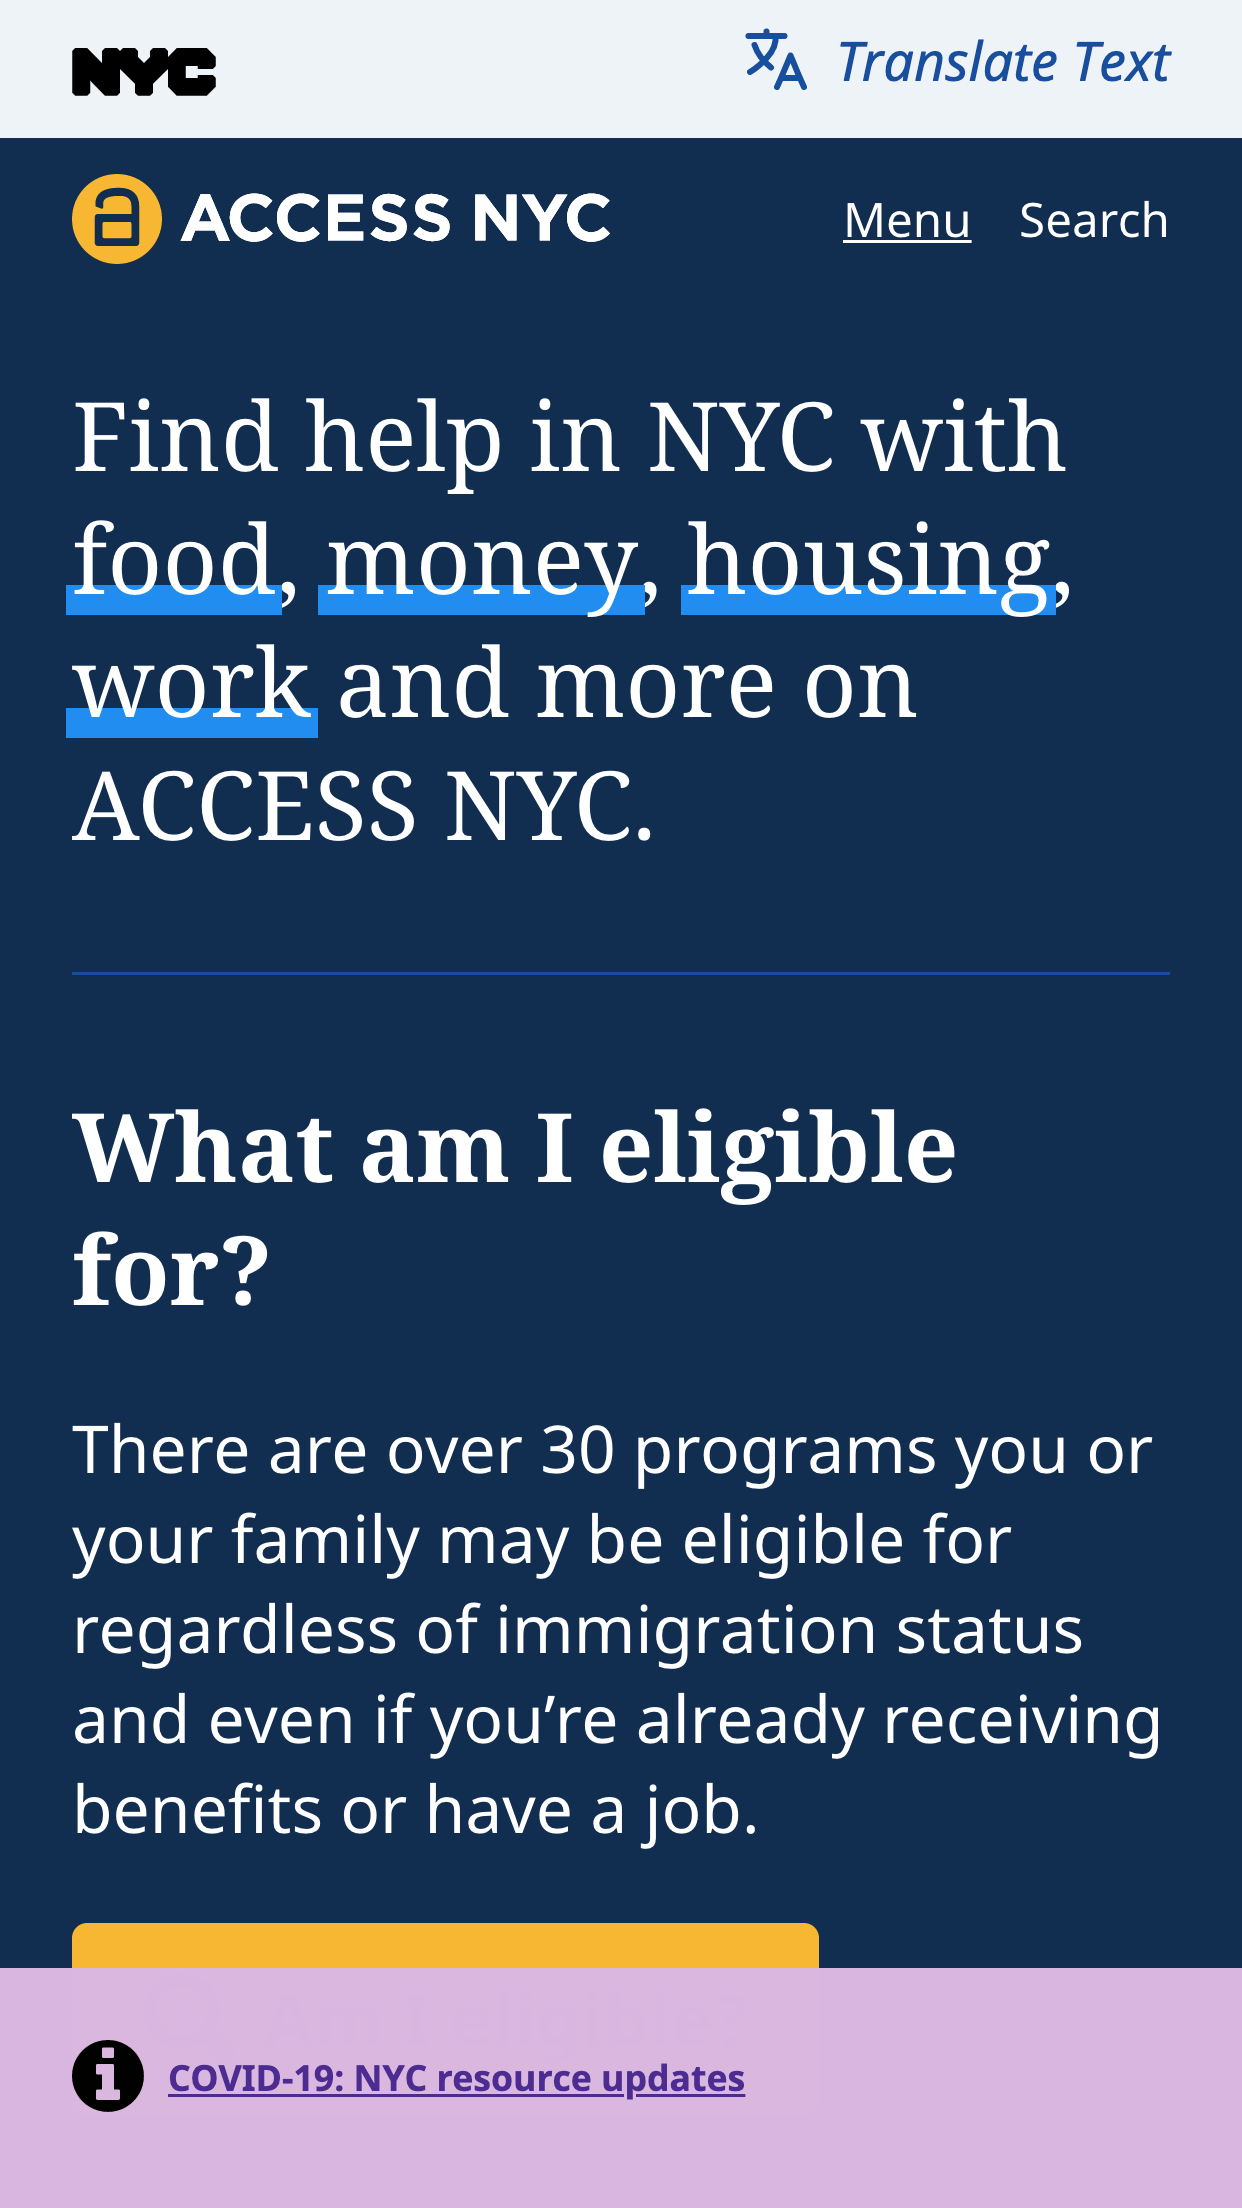 NYC
Translate Text
ACCESS NYC
Menu Search
Find help in NYC with
food, money, housing,
work and more on
ACCESS NYC.
What am I eligible
for?
There are over 30 programs you or
your family may be eligible for
regardless of immigration status
and even if you’re already receiving
benefits or have a job.
COVID-19: NYC resource updates